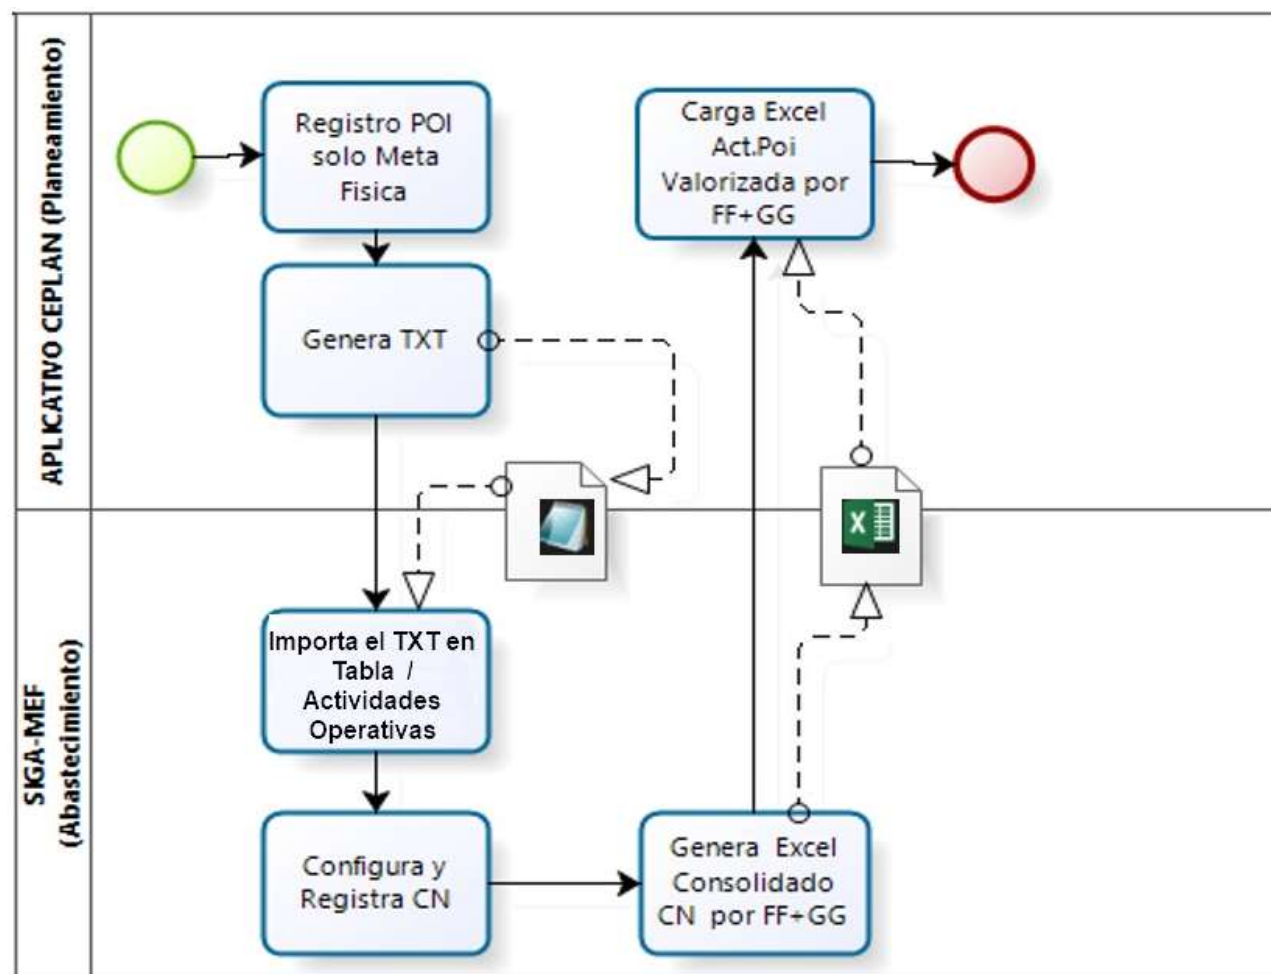 APLICATIVO CEPLAN (Planeamiento)
Registro POI
solo Meta
Fisica
Genera TXT
Carga Excel
Act.Poi
Valorizada por
FF+GG
SIGA-MEF
(Abastecimiento)
Importa el TXT en
Tabla /
Actividades
Operativas
Configura y
Registra CN
Genera Excel
Consolidado
CN por FF+GG
X